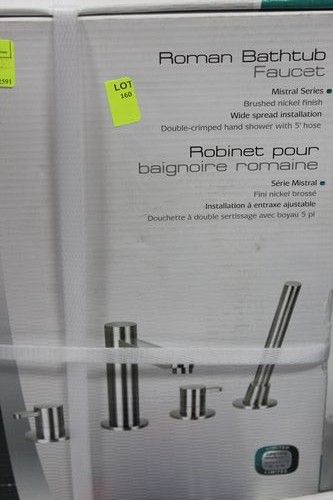 Roman Bathtub
Faucet
Mistral Series
Brushed nickel finish
Wide spread installation
Double-crimped hand shower with 5' hose
Robinet pour
baignoire romaine
Série Mistral
Fini nickel brossé
Installation à entraxe ajustable
Douchette à double sertissage avec boyau 5 pi
LOT
160
2591
LIMITED